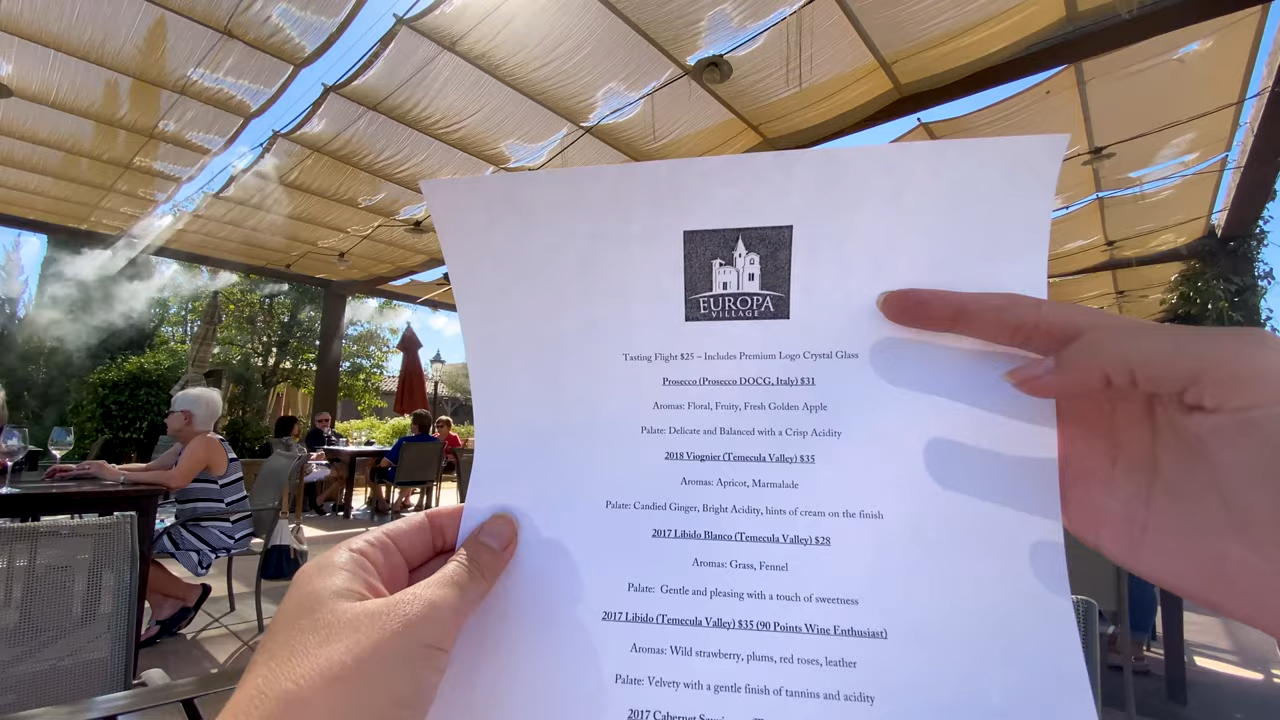 EUROPA
VILLAGE
Tasting Flight $25 – Includes Premium Logo Crystal Glass
Prosecco (Prosecco DOCG, Italy) $31
Aromas: Floral, Fruity, Fresh Golden Apple
Palate: Delicate and Balanced with a Crisp Acidity
2018 Viognier (Temecula Valley) $35
Aromas: Apricot, Marmalade
Palate: Candied Ginger, Bright Acidity, hints of cream on the finish
2017 Libido Blanco (Temecula Valley) $28
Aromas: Grass, Fennel
Palate: Gentle and pleasing with a touch of sweetness
2017 Libido (Temecula Valley) $35 (90 Points Wine Enthusiast)
Aromas: Wild strawberry, plums, red roses, leather
Palate: Velvety with a gentle finish of tannins and acidity
2017 Cabernet